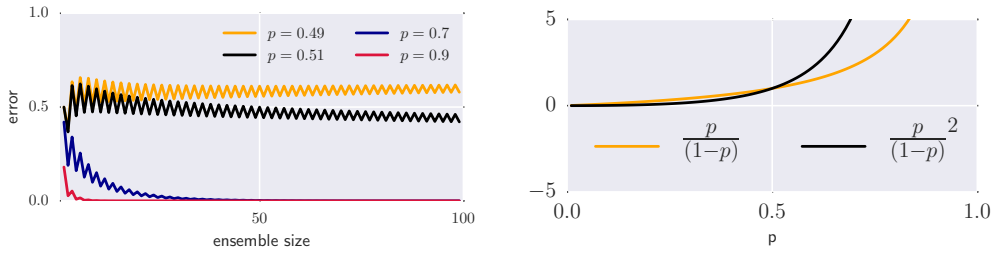 1.0
0.5
0.0
error
p = 0.49
p = 0.51
p = 0.7
p = 0.9
50
100
ensemble size
5
0
−5
p/(1−p)
p/(1−p) 2
0.0
0.5
1.0
p